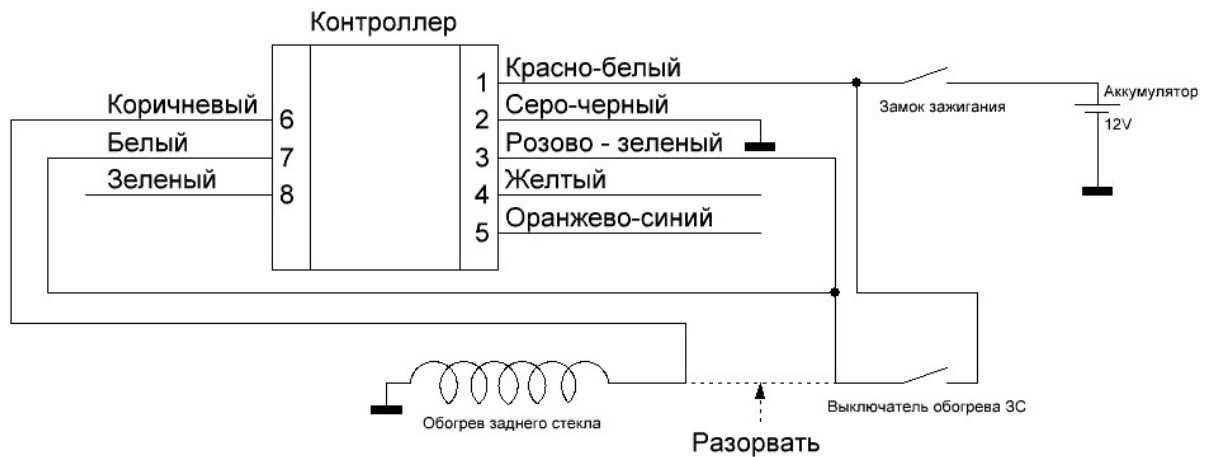 Контроллер
1 Красно-белый
Замок зажигания
Аккумулятор
12V
Коричневый 6
2 Серо-черный
Белый 7
3 Розово - зеленый
Зеленый 8
4 Желтый
5 Оранжево-синий
Обогрев заднего стекла
Выключатель обогрева ЗС
Разорвать